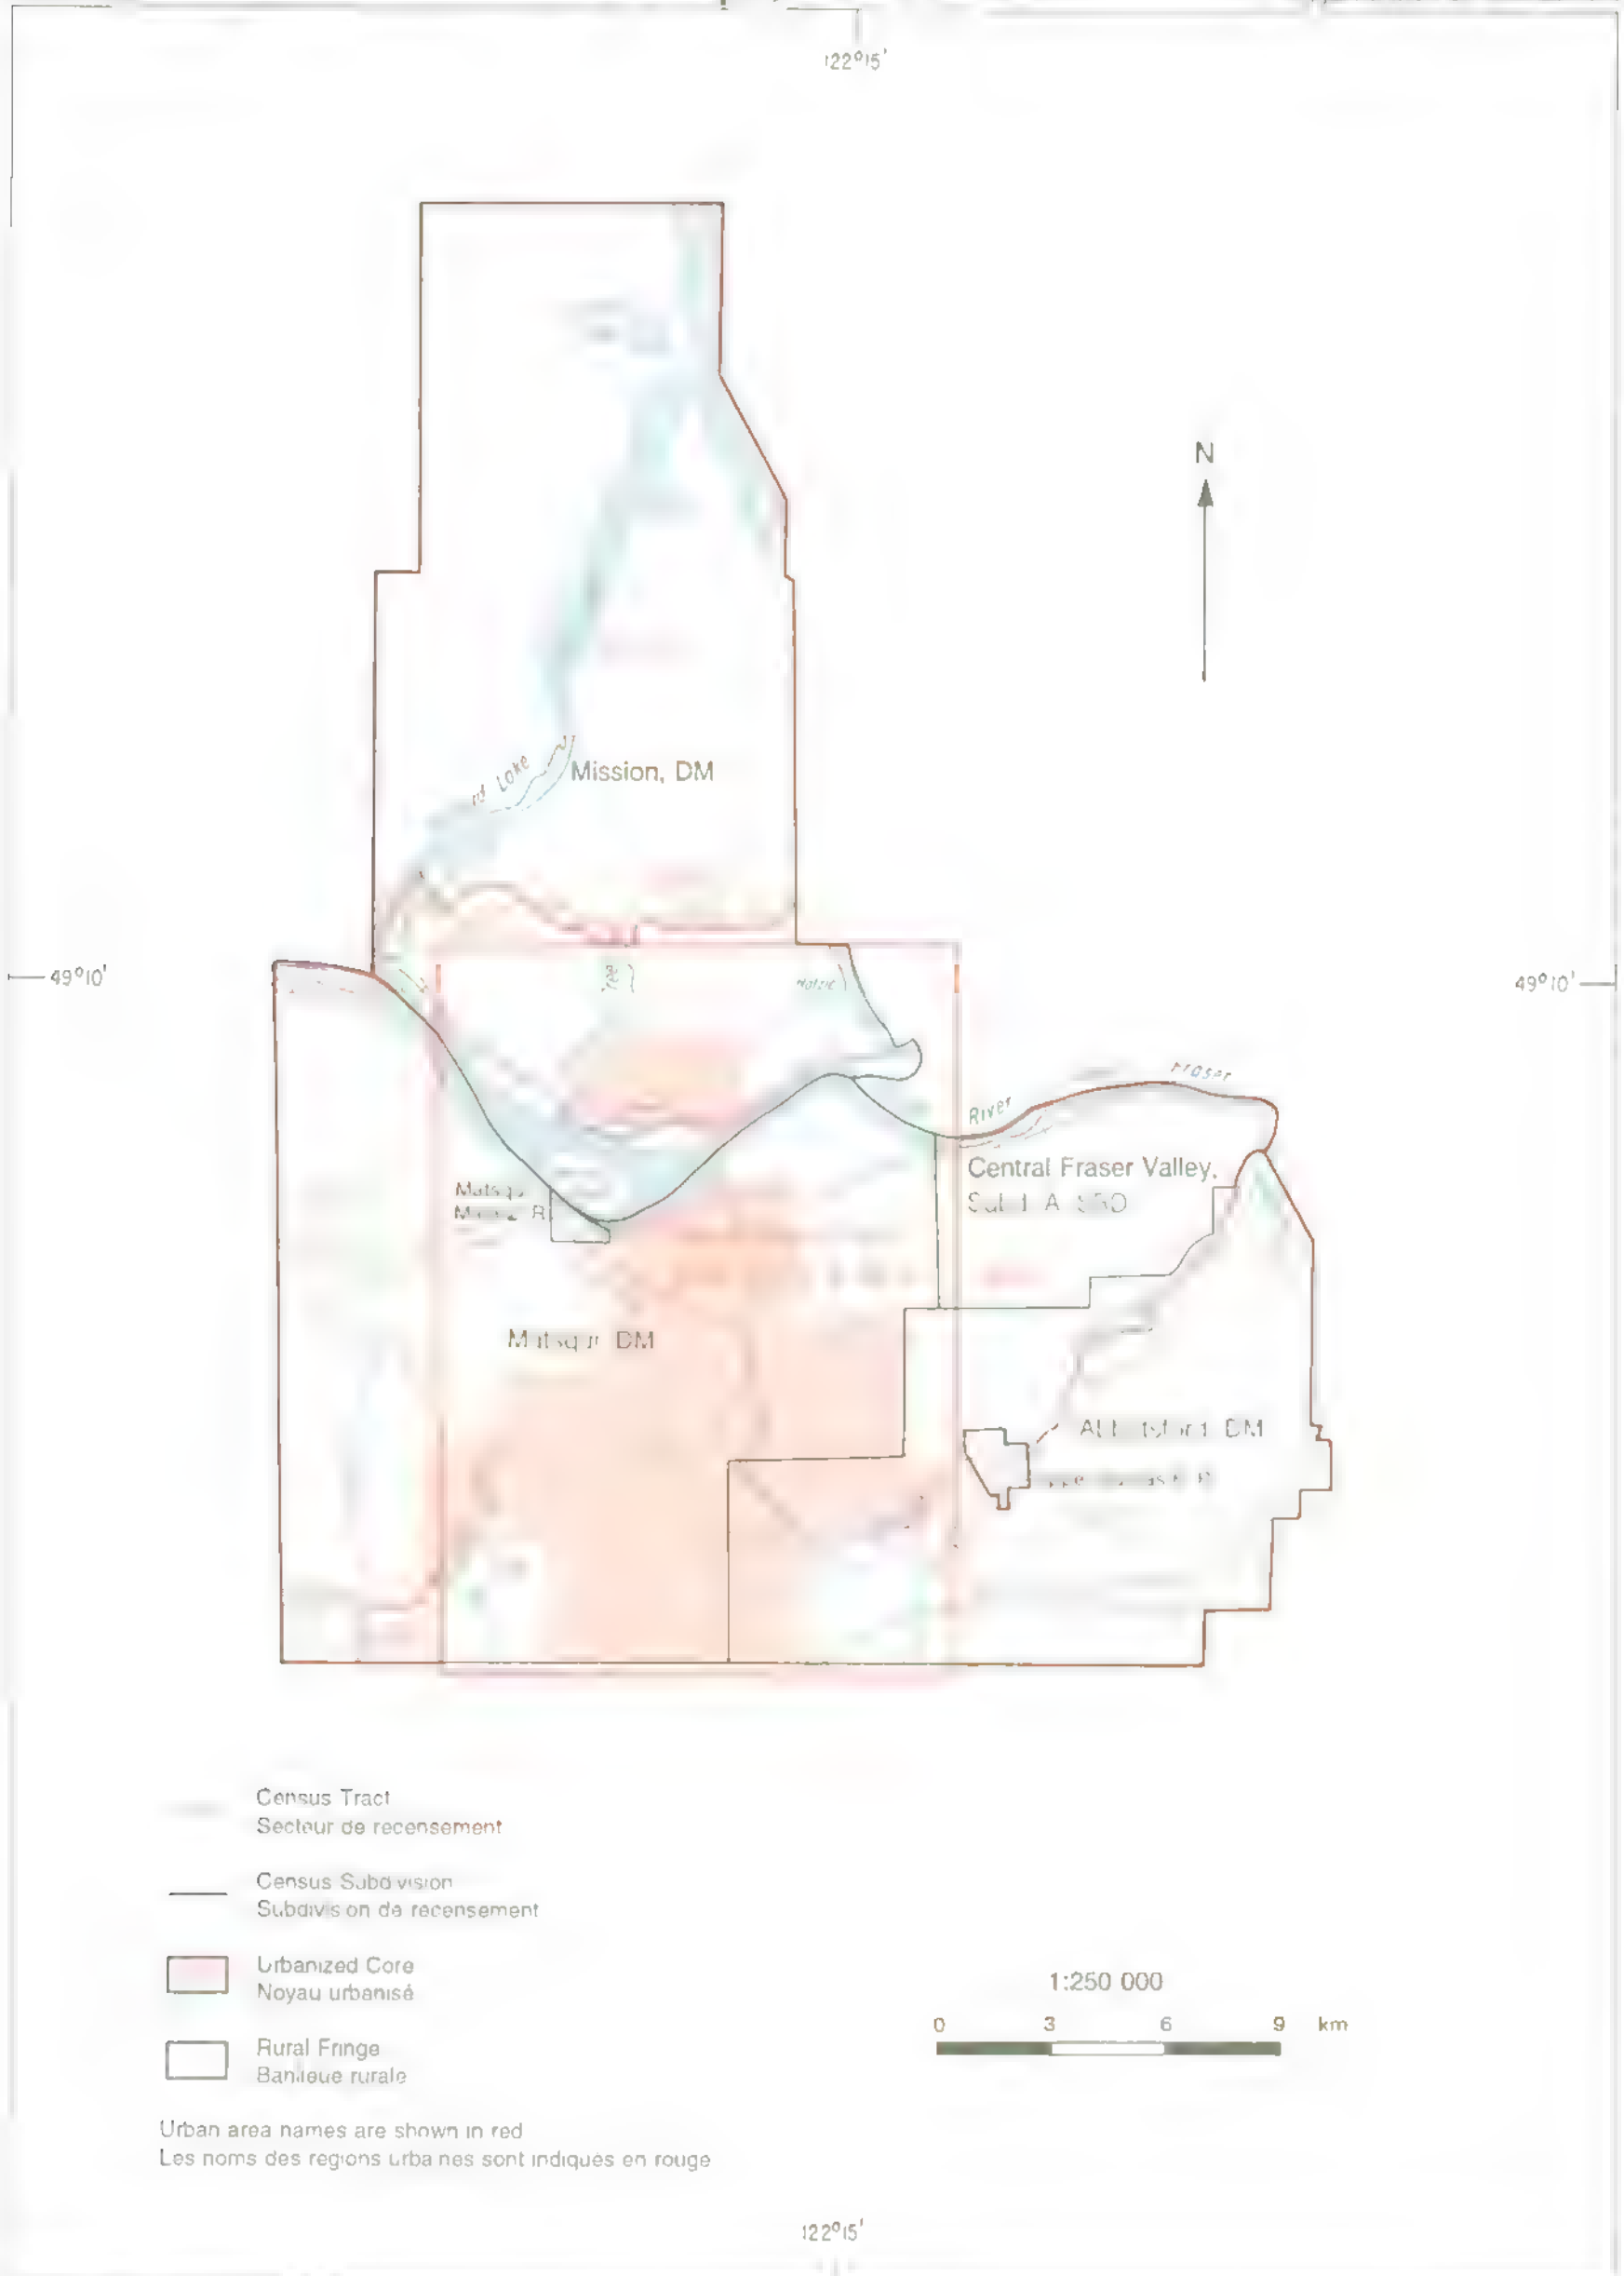 122°15'
N
Lake
Mission, DM
49°10'
49°10'
Fraser
River
Central Fraser Valley,
DM
DM
Census Tract
Secteur de recensement
Census Subdivision
Subdivision de recensement
Urbanized Core
Noyau urbanisé
Rural Fringe
Banlieue rurale
1:250 000
0 3 6 9 km
Urban area names are shown in red
Les noms des regions urbaines sont indiqués en rouge
122°15'